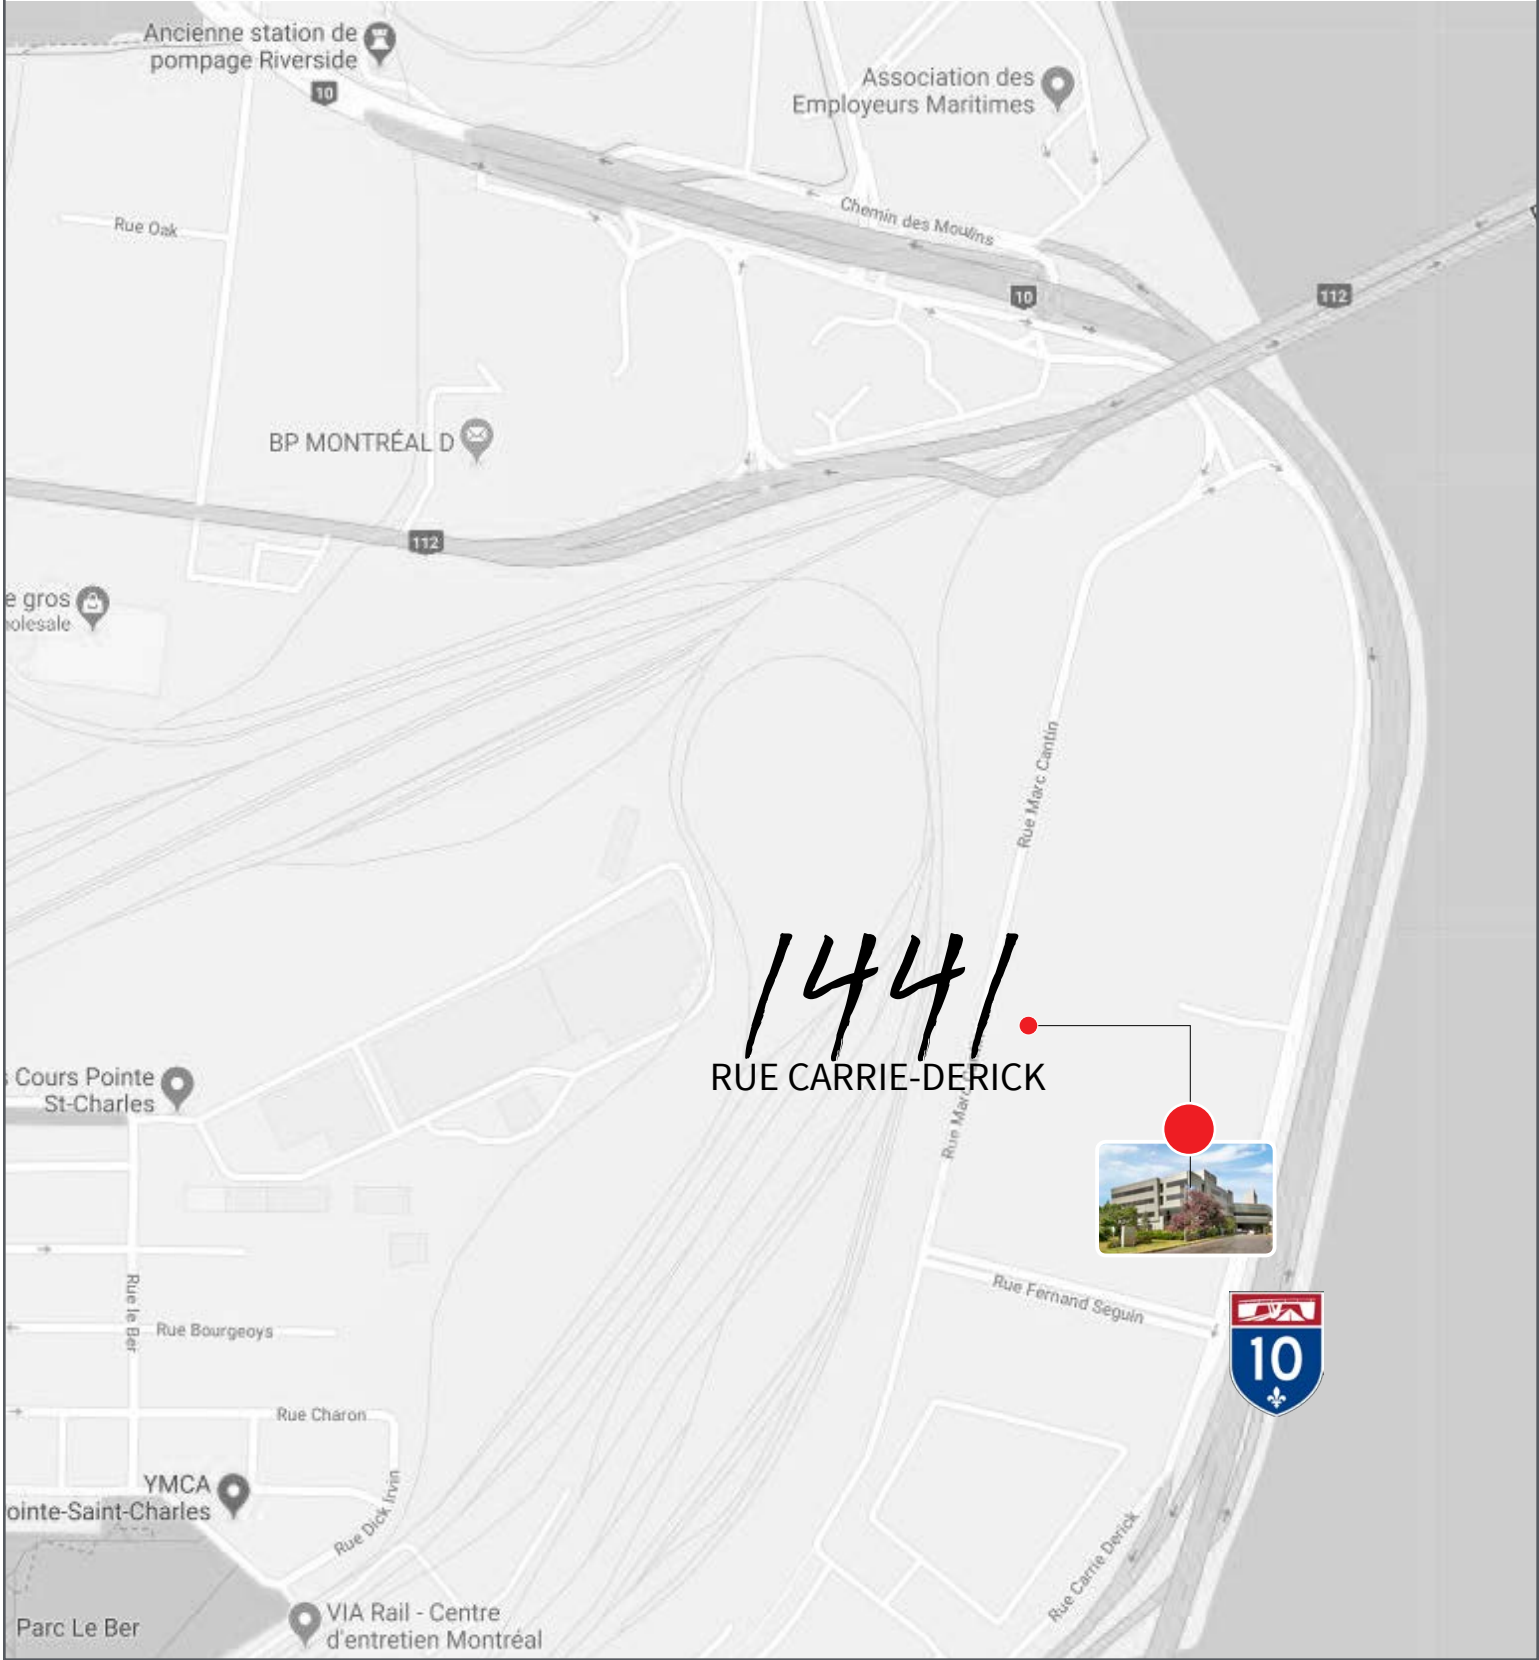 Ancienne station de
pompage Riverside
10
Association des
Employeurs Maritimes
Rue Oak
Chemin des Moulins
10
112
BP MONTRÉAL D
112
e gros
olesale
Rue Marc Cantin
1441
RUE CARRIE-DERICK
Cours Pointe
St-Charles
Rue Marc
Rue Fernand Seguin
10
Rue le Ber
Rue Bourgeoys
Rue Charon
YMCA
ointe-Saint-Charles
Rue Dick Irvin
Rue Carrie Derick
Parc Le Ber
VIA Rail - Centre
d'entretien Montréal